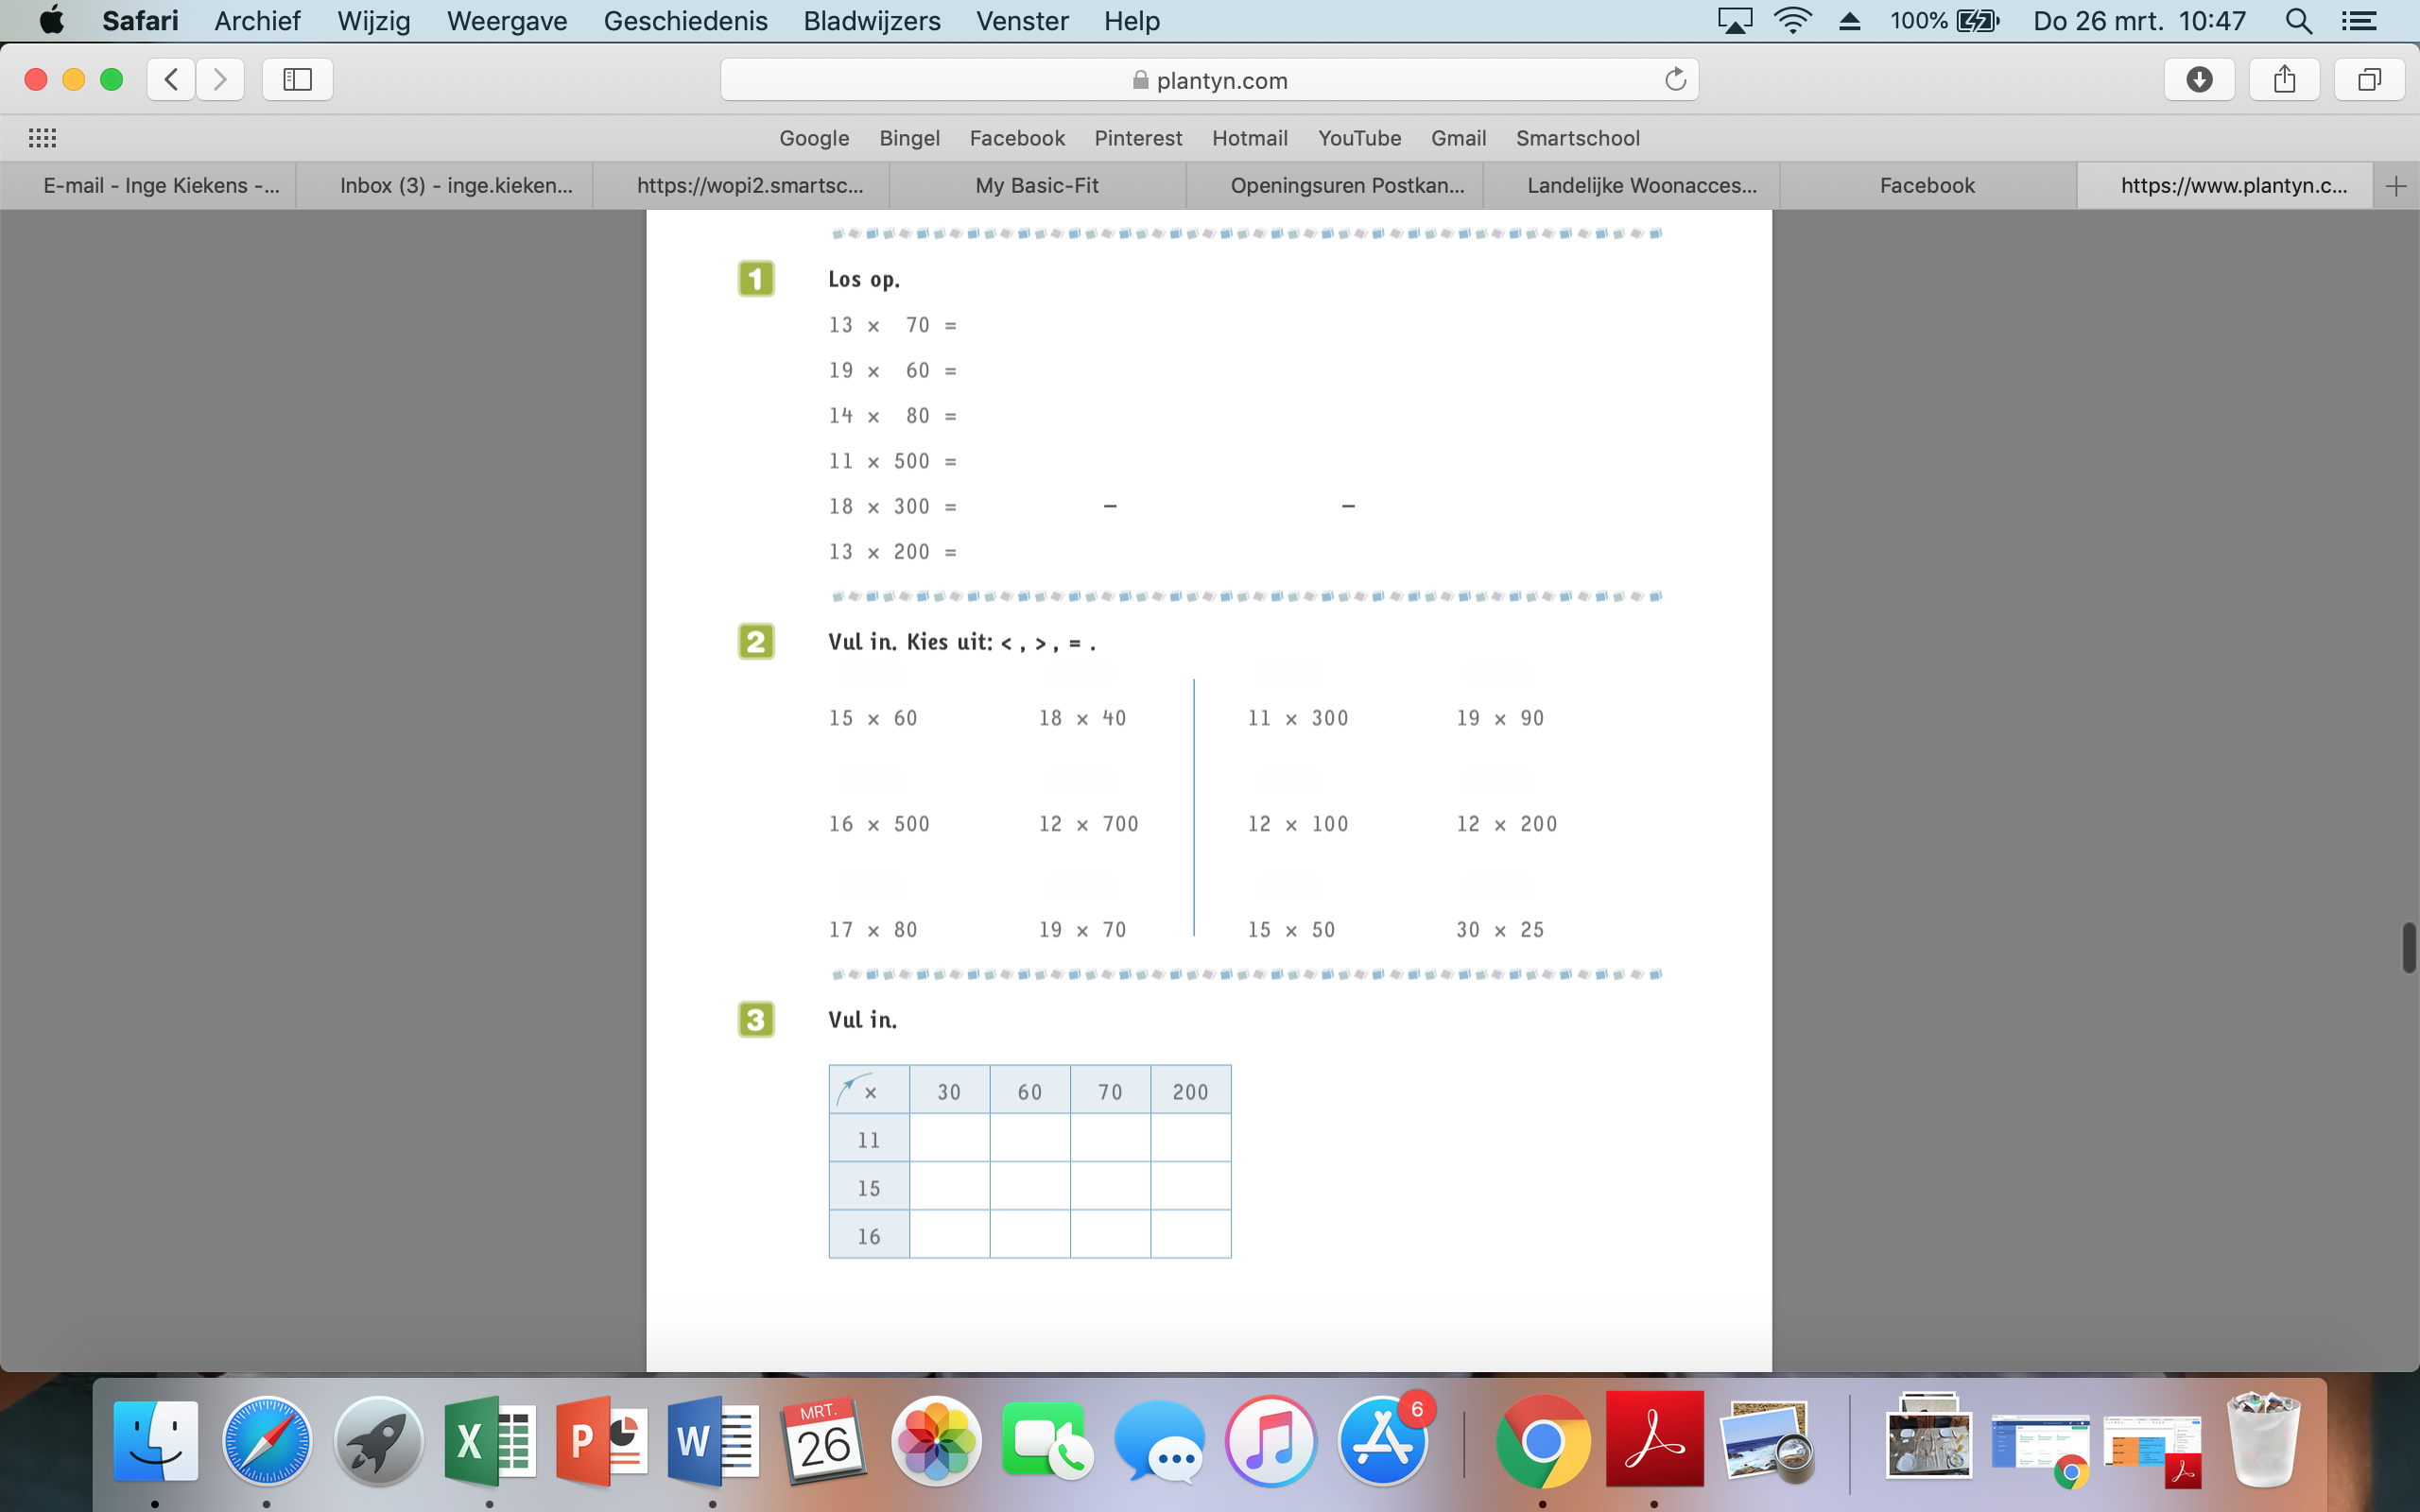 Safari Archief Wijzig Weergave Geschiedenis Bladwijzers Venster Help 100% Do 26 mrt. 10:47
plantyn.com
Google Bingel Facebook Pinterest Hotmail YouTube Gmail Smartschool
E-mail - Inge Kiekens -... Inbox (3) - inge.kieken... https://wopi2.smartsc... My Basic-Fit Openingsuren Postkan... Landelijke Woonacces... Facebook https://www.plantyn.c...
1 Los op.
13 × 70 =
19 × 60 =
14 × 80 =
11 × 500 =
18 × 300 = – –
13 × 200 =
2 Vul in. Kies uit: < , > , = .
15 × 60 18 × 40 11 × 300 19 × 90
16 × 500 12 × 700 12 × 100 12 × 200
17 × 80 19 × 70 15 × 50 30 × 25
3 Vul in.
× 30 60 70 200
11
15
16
X P W MRT. 26 6